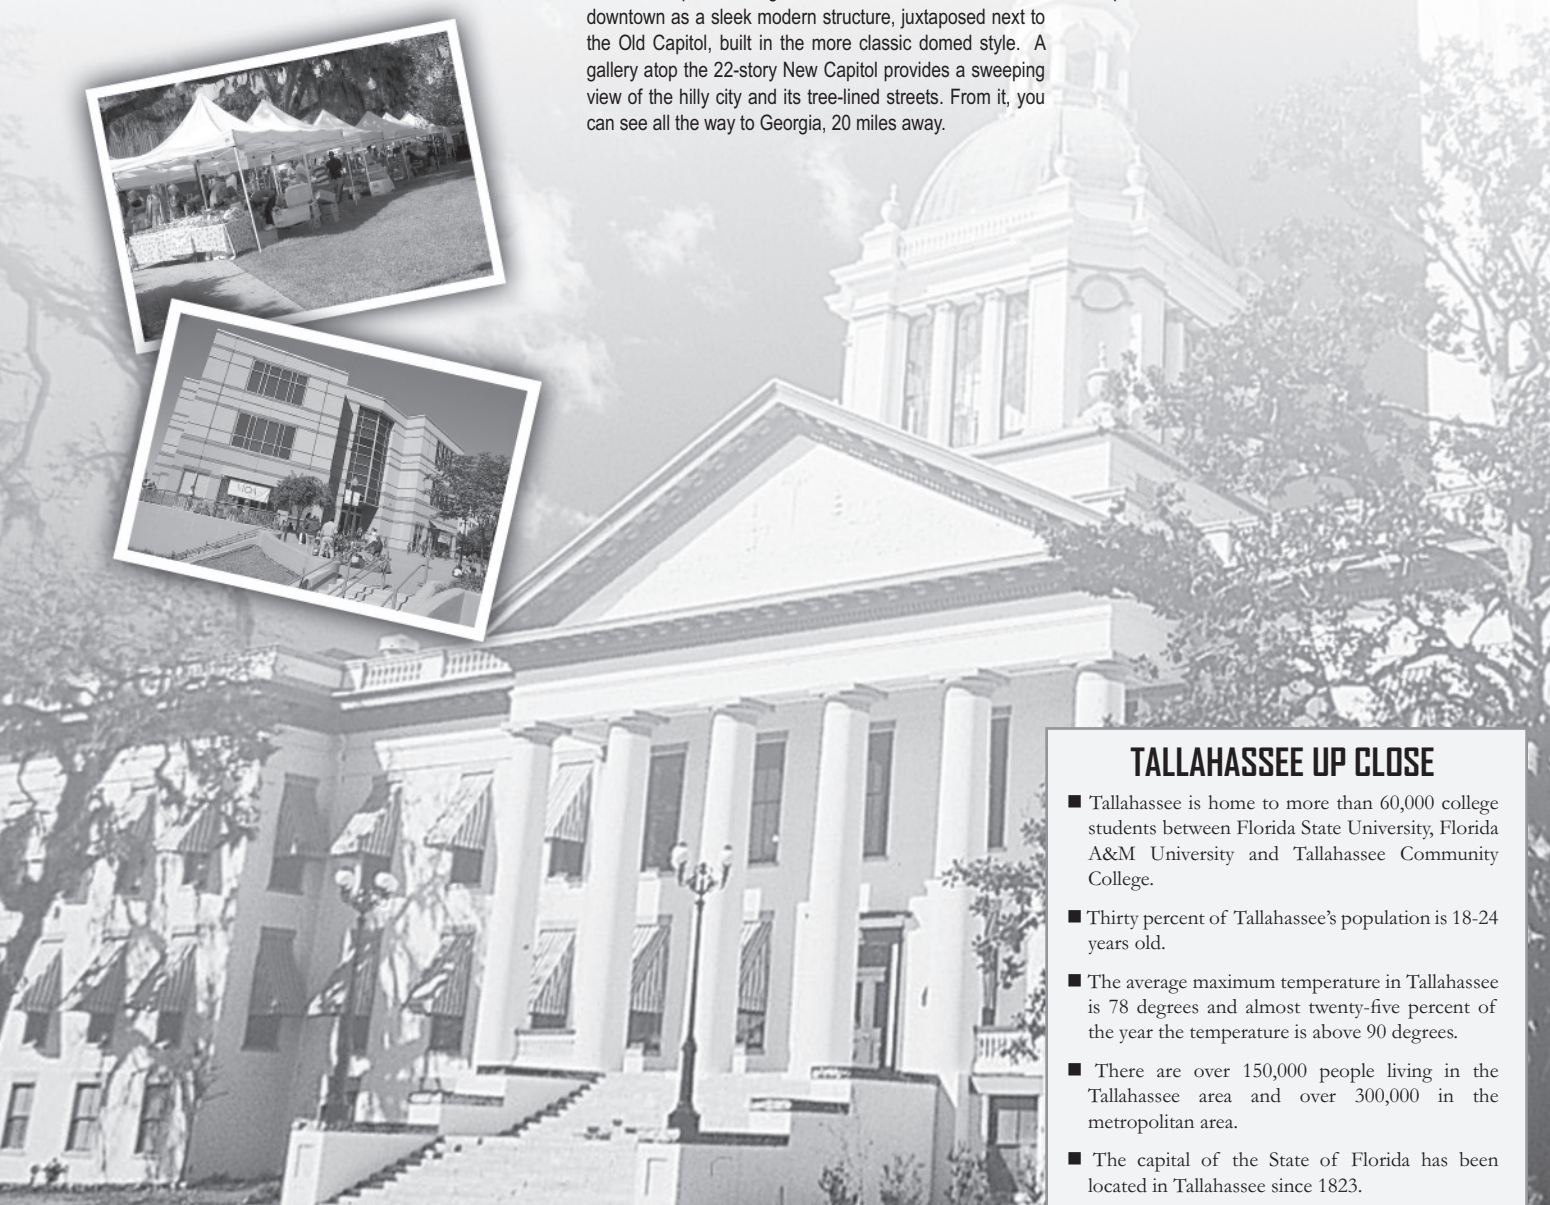 downtown as a sleek modern structure, juxtaposed next to
the Old Capitol, built in the more classic domed style. A
gallery atop the 22-story New Capitol provides a sweeping
view of the hilly city and its tree-lined streets. From it, you
can see all the way to Georgia, 20 miles away.
TALLAHASSEE UP CLOSE
■ Tallahassee is home to more than 60,000 college
students between Florida State University, Florida
A&M University and Tallahassee Community
College.
■ Thirty percent of Tallahassee's population is 18-24
years old.
■ The average maximum temperature in Tallahassee
is 78 degrees and almost twenty-five percent of
the year the temperature is above 90 degrees.
■ There are over 150,000 people living in the
Tallahassee area and over 300,000 in the
metropolitan area.
■ The capital of the State of Florida has been
located in Tallahassee since 1823.